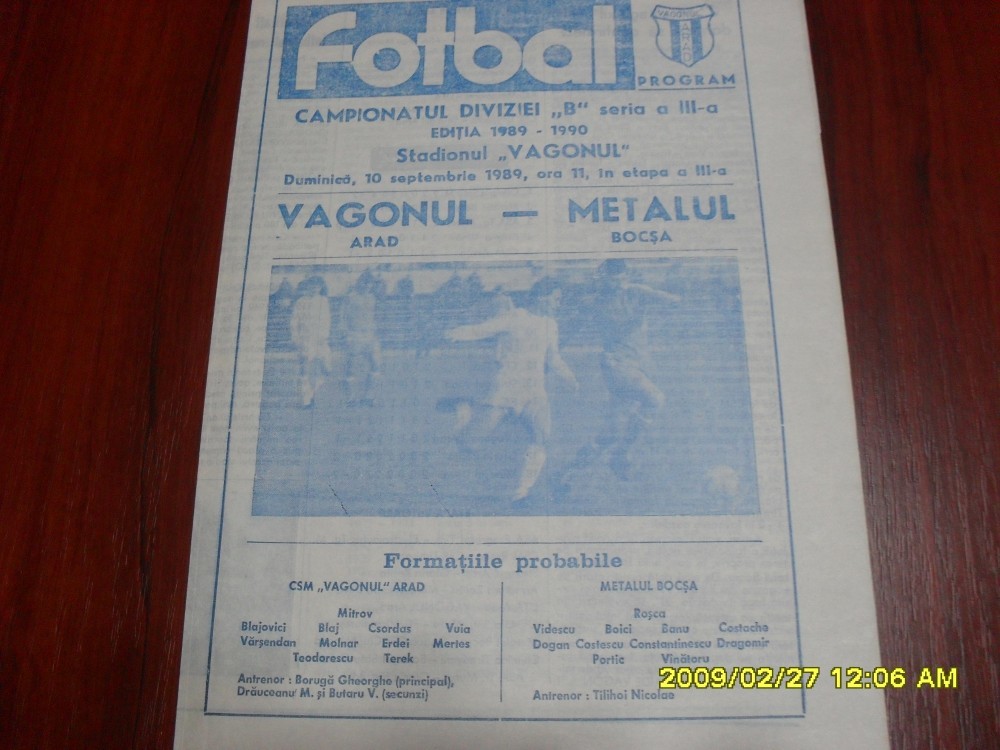 Fotbal
VAGONUL
ARAD
PROGRAM
CAMPIONATUL DIVIZIEI „B" seria a III-a
EDIȚIA 1989 - 1990
Stadionul „VAGONUL"
Duminică, 10 septembrie 1989, ora 11, în etapa a III-a
VAGONUL — METALUL
ARAD BOCȘA
Formațiile probabile
CSM „VAGONUL" ARAD
Mitrov
Blajovici Blaj Csordas Vuia
Vărșendan Molnar Erdei Mertes
Teodorescu Terek
Antrenor : Borugă Gheorghe (principal),
Drăuceanu M. și Butaru V. (secunzi)
METALUL BOCȘA
Roșca
Videscu Boici Banu Costache
Dogan Costescu Constantinescu Dragomir
Portic Vînătoru
Antrenor : Tilihoi Nicolae
2009/02/27 12:06 AM